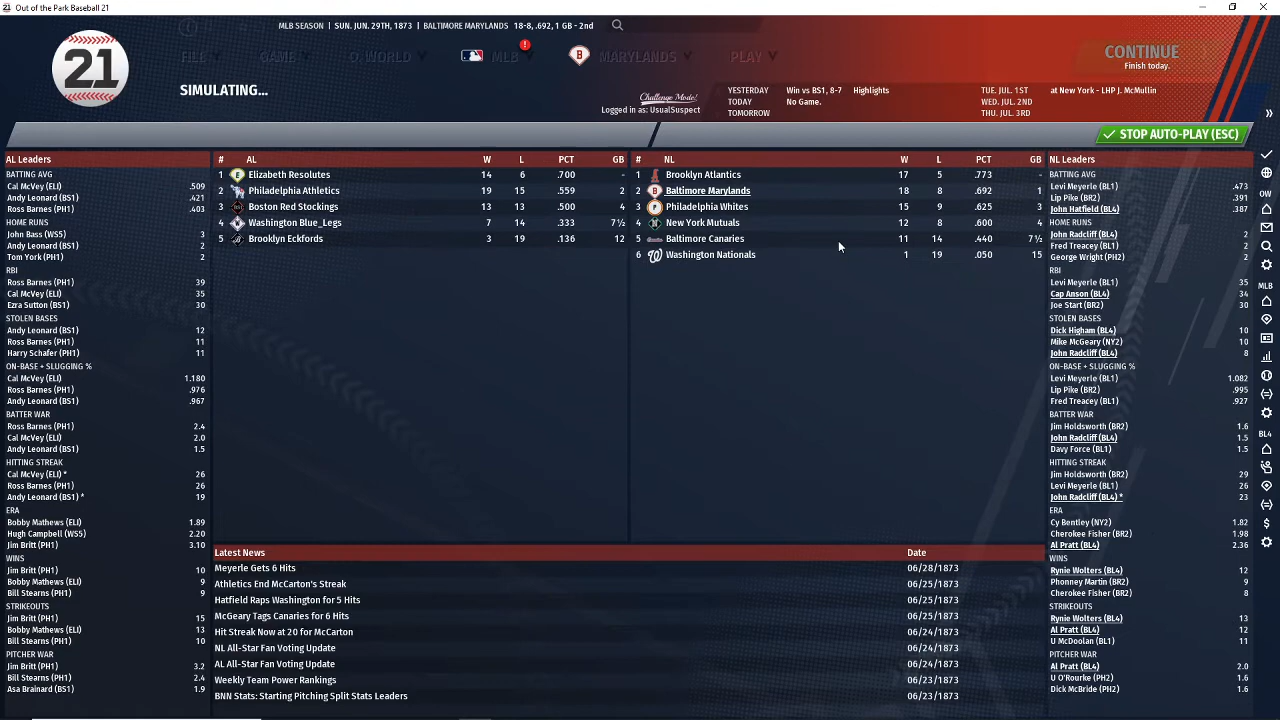 Out of the Park Baseball 21
MLB SEASON | SUN. JUN. 29TH, 1873 | BALTIMORE MARYLANDS 18-8, .692, 1 GB - 2nd
21
FILE GAME O. WORLD MLB ! B MARYLANDS PLAY
CONTINUE
Finish today.
SIMULATING...
Challenge Mode!
Logged in as: UsualSuspect
YESTERDAY Win vs BS1, 8-7 Highlights
TODAY No Game.
TOMORROW
TUE. JUL. 1ST at New York - LHP J. McMullin
WED. JUL. 2ND
THU. JUL. 3RD
STOP AUTO-PLAY (ESC)
AL Leaders
BATTING AVG
Cal McVey (ELI) .509
Andy Leonard (BS1) .421
Ross Barnes (PH1) .403
HOME RUNS
John Bass (WS5) 3
Andy Leonard (BS1) 2
Tom York (PH1) 2
RBI
Ross Barnes (PH1) 39
Cal McVey (ELI) 35
Ezra Sutton (BS1) 30
STOLEN BASES
Andy Leonard (BS1) 12
Ross Barnes (PH1) 11
Harry Schafer (PH1) 11
ON-BASE + SLUGGING %
Cal McVey (ELI) 1.180
Ross Barnes (PH1) .976
Andy Leonard (BS1) .967
BATTER WAR
Ross Barnes (PH1) 2.4
Cal McVey (ELI) 2.0
Andy Leonard (BS1) 1.5
HITTING STREAK
Cal McVey (ELI) * 26
Ross Barnes (PH1) 26
Andy Leonard (BS1) * 19
ERA
Bobby Mathews (ELI) 1.89
Hugh Campbell (WS5) 2.20
Jim Britt (PH1) 3.10
WINS
Jim Britt (PH1) 10
Bobby Mathews (ELI) 9
Bill Stearns (PH1) 9
STRIKEOUTS
Jim Britt (PH1) 15
Bobby Mathews (ELI) 13
Bill Stearns (PH1) 10
PITCHER WAR
Jim Britt (PH1) 3.2
Bill Stearns (PH1) 2.4
Asa Brainard (BS1) 1.9
# AL W L PCT GB
1 Elizabeth Resolutes 14 6 .700 -
2 Philadelphia Athletics 19 15 .559 2
3 Boston Red Stockings 13 13 .500 4
4 Washington Blue_Legs 7 14 .333 7½
5 Brooklyn Eckfords 3 19 .136 12
# NL W L PCT GB
1 Brooklyn Atlantics 17 5 .773 -
2 Baltimore Marylands 18 8 .692 1
3 Philadelphia Whites 15 9 .625 3
4 New York Mutuals 12 8 .600 4
5 Baltimore Canaries 11 14 .440 7½
6 Washington Nationals 1 19 .050 15
Latest News Date
Meyerle Gets 6 Hits 06/28/1873
Athletics End McCarton's Streak 06/25/1873
Hatfield Raps Washington for 5 Hits 06/25/1873
McGeary Tags Canaries for 6 Hits 06/25/1873
Hit Streak Now at 20 for McCarton 06/24/1873
NL All-Star Fan Voting Update 06/24/1873
AL All-Star Fan Voting Update 06/24/1873
Weekly Team Power Rankings 06/23/1873
BNN Stats: Starting Pitching Split Stats Leaders 06/23/1873
NL Leaders
BATTING AVG
Levi Meyerle (BL1) .473
Lip Pike (BR2) .391
John Hatfield (BL4) .387
HOME RUNS
John Radcliff (BL4) 2
Fred Treacey (BL1) 2
George Wright (PH2) 2
RBI
Levi Meyerle (BL1) 35
Cap Anson (BL4) 34
Joe Start (BR2) 30
STOLEN BASES
Dick Higham (BL4) 10
Mike McGeary (NY2) 10
John Radcliff (BL4) 8
ON-BASE + SLUGGING %
Levi Meyerle (BL1) 1.082
Lip Pike (BR2) .995
Fred Treacey (BL1) .927
BATTER WAR
Jim Holdsworth (BR2) 1.6
John Radcliff (BL4) 1.5
Davy Force (BL1) 1.5
HITTING STREAK
Jim Holdsworth (BR2) 29
Levi Meyerle (BL1) 26
John Radcliff (BL4) * 23
ERA
Cy Bentley (NY2) 1.82
Cherokee Fisher (BR2) 1.98
Al Pratt (BL4) 2.36
WINS
Rynie Wolters (BL4) 12
Phonney Martin (BR2) 9
Cherokee Fisher (BR2) 8
STRIKEOUTS
Rynie Wolters (BL4) 13
Al Pratt (BL4) 12
U McDoolan (BL1) 11
PITCHER WAR
Al Pratt (BL4) 2.0
U O'Rourke (PH2) 1.6
Dick McBride (PH2) 1.6
OW
MLB
BL4